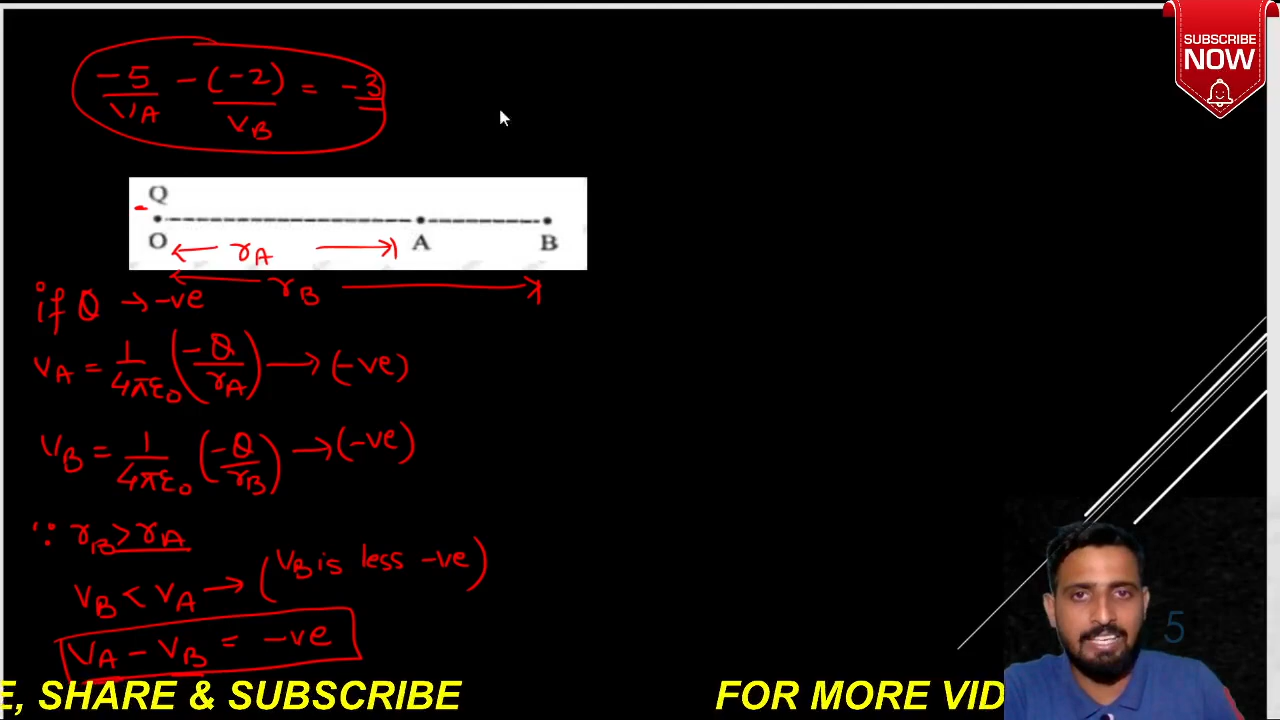 SUBSCRIBE
NOW
-5/VA - (-2)/VB = -3
Q
O A B
rA
rB
if Q → -ve
VA = 1/4πε0 (-Q/rA) → (-ve)
VB = 1/4πε0 (-Q/rB) → (-ve)
∵ rB > rA
VB < VA → (VB is less -ve)
VA - VB = -ve
5
E, SHARE & SUBSCRIBE FOR MORE VID